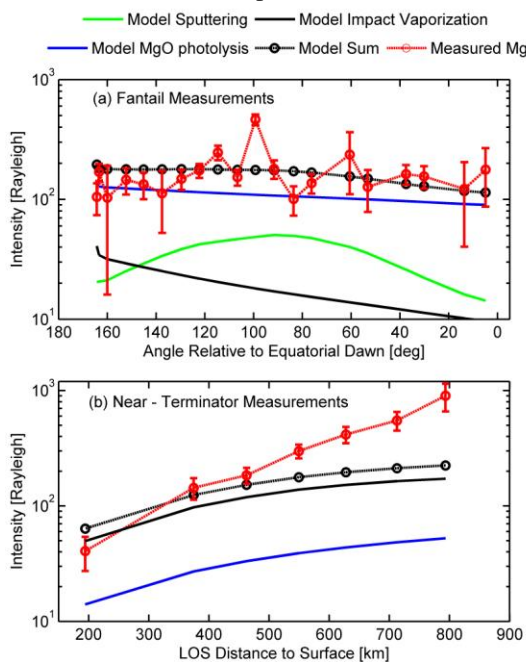 Model Sputtering Model Impact Vaporization
Model MgO photolysis Model Sum Measured Mg
10³
(a) Fantail Measurements
10²
Intensity [Rayleigh]
10¹
180 160 140 120 100 80 60 40 20 0
Angle Relative to Equatorial Dawn [deg]
10³
(b) Near - Terminator Measurements
10²
Intensity [Rayleigh]
10¹
200 300 400 500 600 700 800 900
LOS Distance to Surface [km]